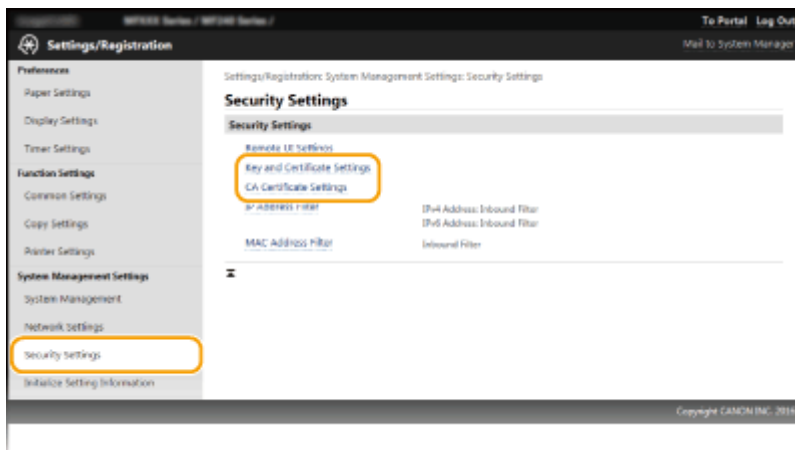 MFXXX Series / MF240 Series /
To Portal Log Out
Settings/Registration
Mail to System Manager
Preferences
Paper Settings
Display Settings
Timer Settings
Function Settings
Common Settings
Copy Settings
Printer Settings
System Management Settings
System Management
Network Settings
Security Settings
Initialize Setting Information
Settings/Registration: System Management Settings: Security Settings
Security Settings
Security Settings
Remote UI Settings
Key and Certificate Settings
CA Certificate Settings
IP Address Filter
IPv4 Address: Inbound Filter
IPv6 Address: Inbound Filter
MAC Address Filter
Inbound Filter
Copyright CANON INC. 2016